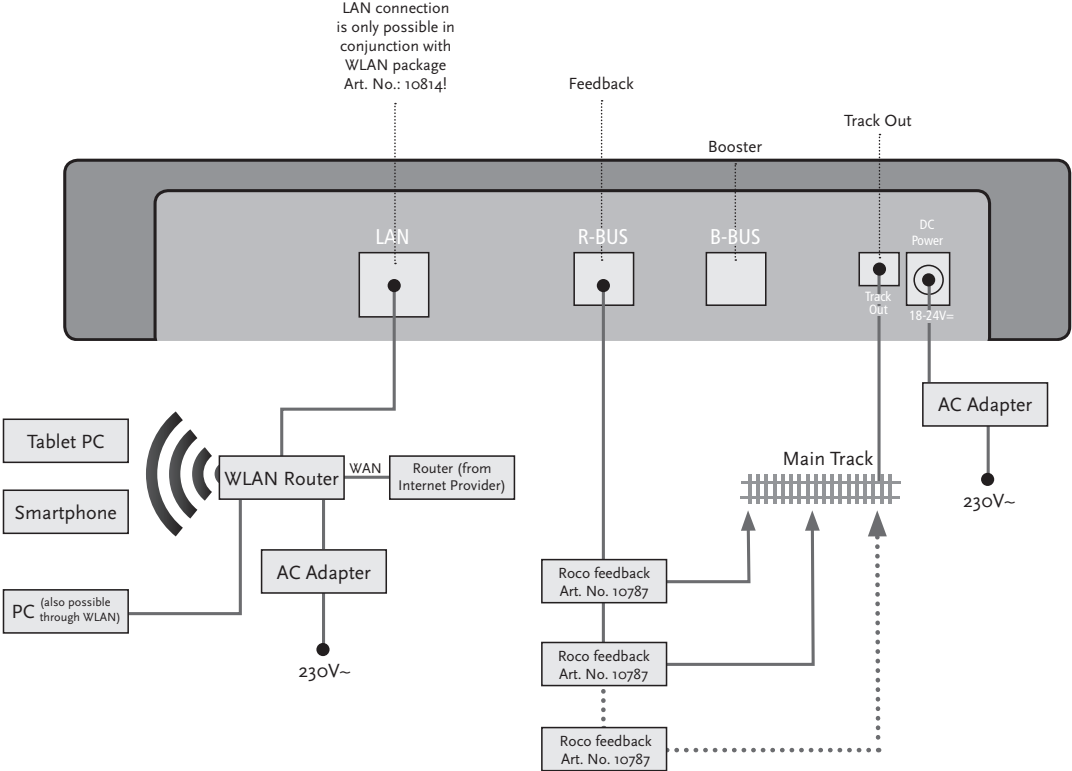 LAN connection
is only possible in
conjunction with
WLAN package
Art. No.: 10814!
Feedback
Track Out
Booster
LAN
R-BUS
B-BUS
DC
Power
Track
Out
18-24V=
AC Adapter
230V~
Tablet PC
Smartphone
PC (also possible
through WLAN)
WLAN Router
WAN
Router (from
Internet Provider)
AC Adapter
230V~
Main Track
Roco feedback
Art. No. 10787
Roco feedback
Art. No. 10787
Roco feedback
Art. No. 10787